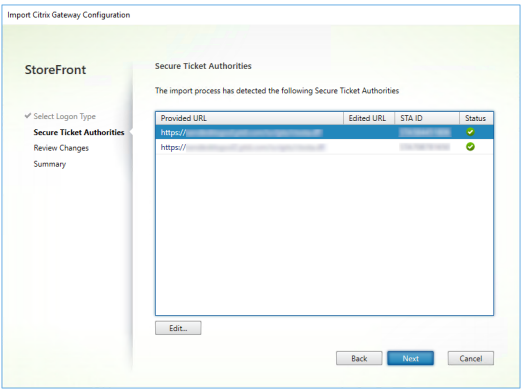 Import Citrix Gateway Configuration
StoreFront
Select Logon Type
Secure Ticket Authorities
Review Changes
Summary
Secure Ticket Authorities
The import process has detected the following Secure Ticket Authorities
Provided URL Edited URL STA ID Status
https://
https://
Edit...
Back Next Cancel